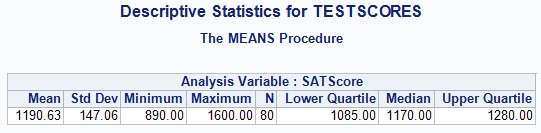 Descriptive Statistics for TESTSCORES
The MEANS Procedure
Analysis Variable : SATScore
Mean Std Dev Minimum Maximum N Lower Quartile Median Upper Quartile
1190.63 147.06 890.00 1600.00 80 1085.00 1170.00 1280.00